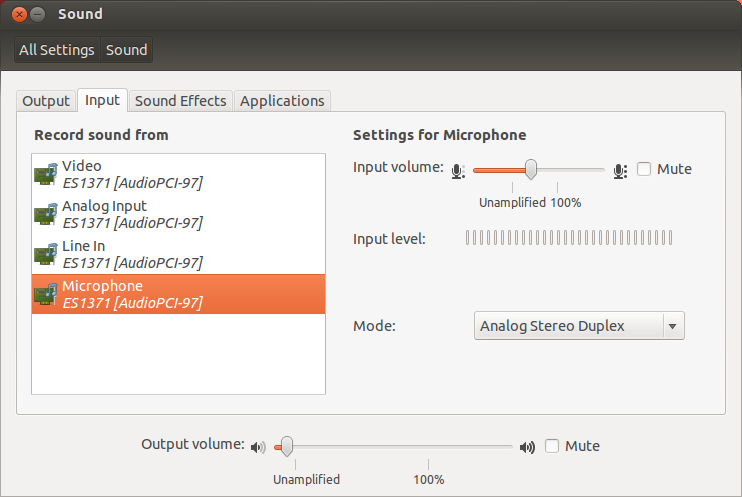 Sound
All Settings Sound
Output Input Sound Effects Applications
Record sound from
Video
ES1371 [AudioPCI-97]
Analog Input
ES1371 [AudioPCI-97]
Line In
ES1371 [AudioPCI-97]
Microphone
ES1371 [AudioPCI-97]
Settings for Microphone
Input volume: Mute
Unamplified 100%
Input level:
Mode: Analog Stereo Duplex
Output volume: Mute
Unamplified 100%